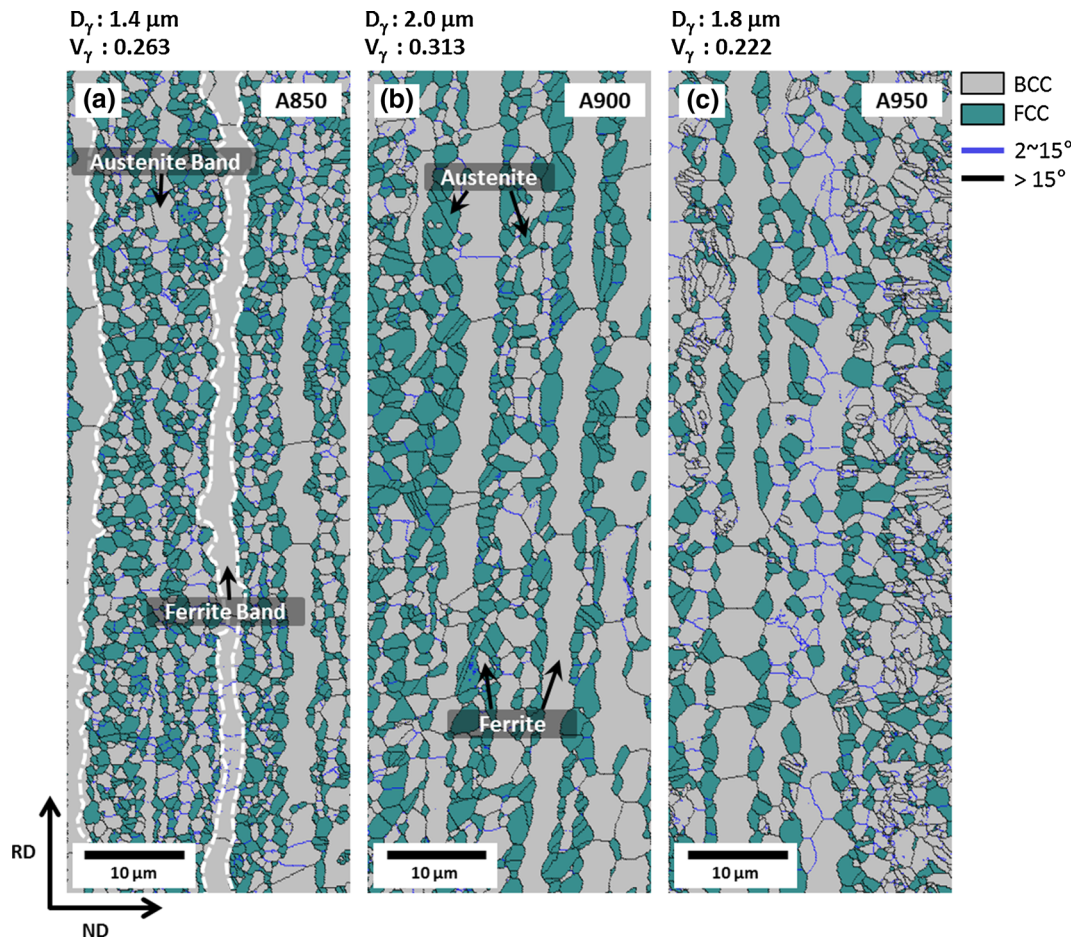 Dγ : 1.4 μm
Vγ : 0.263
Dγ : 2.0 μm
Vγ : 0.313
Dγ : 1.8 μm
Vγ : 0.222
(a)
A850
(b)
A900
(c)
A950
BCC
FCC
2~15°
> 15°
Austenite Band
Austenite
Ferrite Band
Ferrite
RD
ND
10 μm
10 μm
10 μm